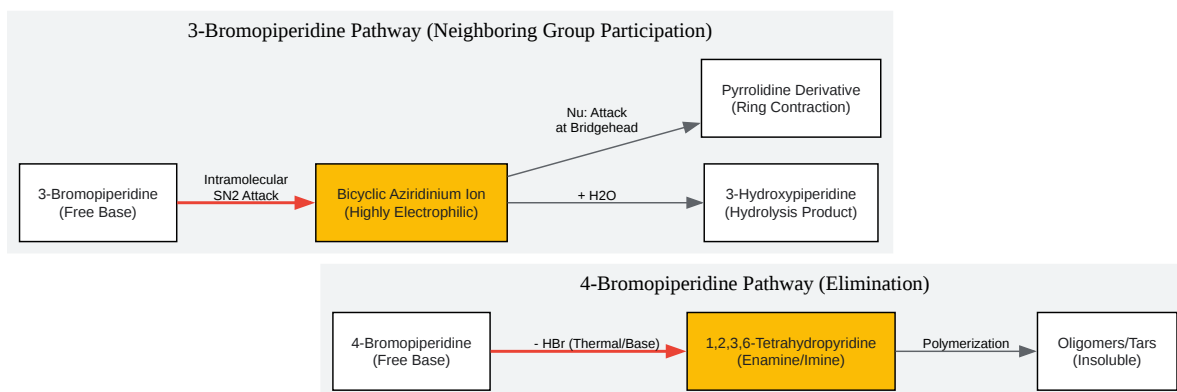 3-Bromopiperidine Pathway (Neighboring Group Participation)
Pyrrolidine Derivative
(Ring Contraction)
Nu: Attack
at Bridgehead
3-Bromopiperidine
(Free Base)
Intramolecular
SN2 Attack
Bicyclic Aziridinium Ion
(Highly Electrophilic)
+ H2O
3-Hydroxypiperidine
(Hydrolysis Product)
4-Bromopiperidine Pathway (Elimination)
4-Bromopiperidine
(Free Base)
- HBr (Thermal/Base)
1,2,3,6-Tetrahydropyridine
(Enamine/Imine)
Polymerization
Oligomers/Tars
(Insoluble)